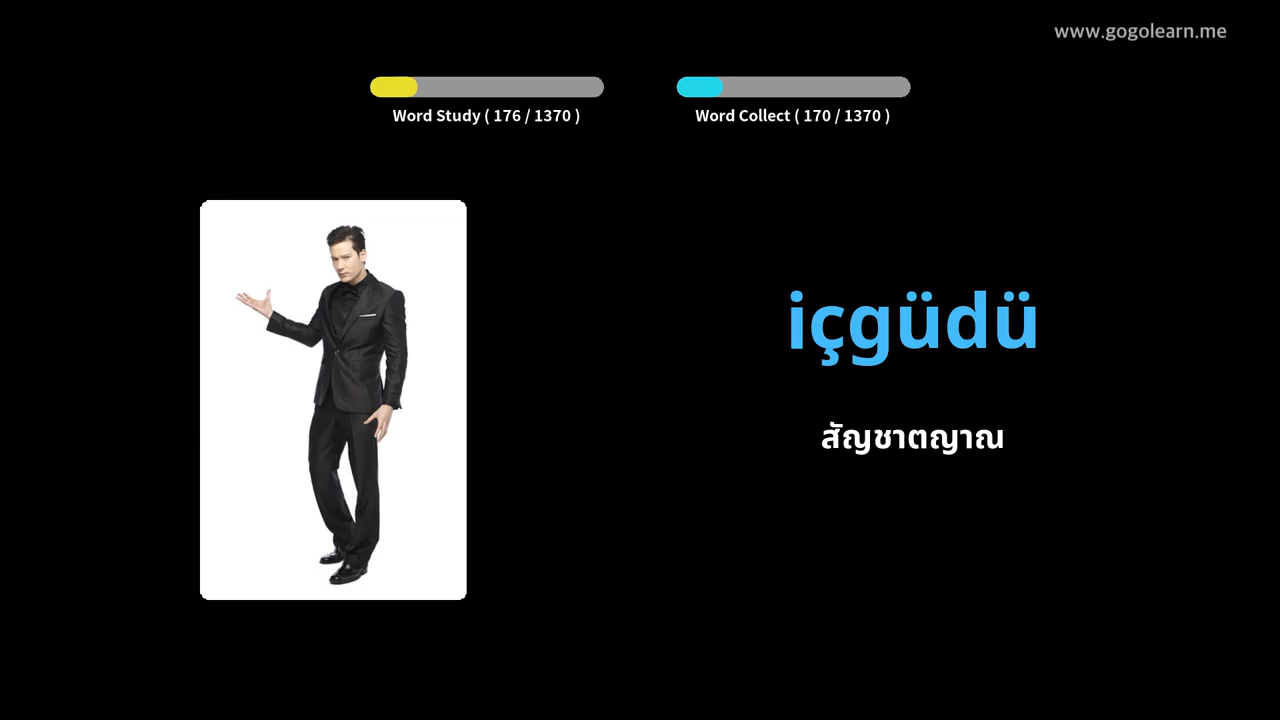 www.gogolearn.me
Word Study ( 176 / 1370 )
Word Collect ( 170 / 1370 )
içgüdü
สัญชาตญาณ